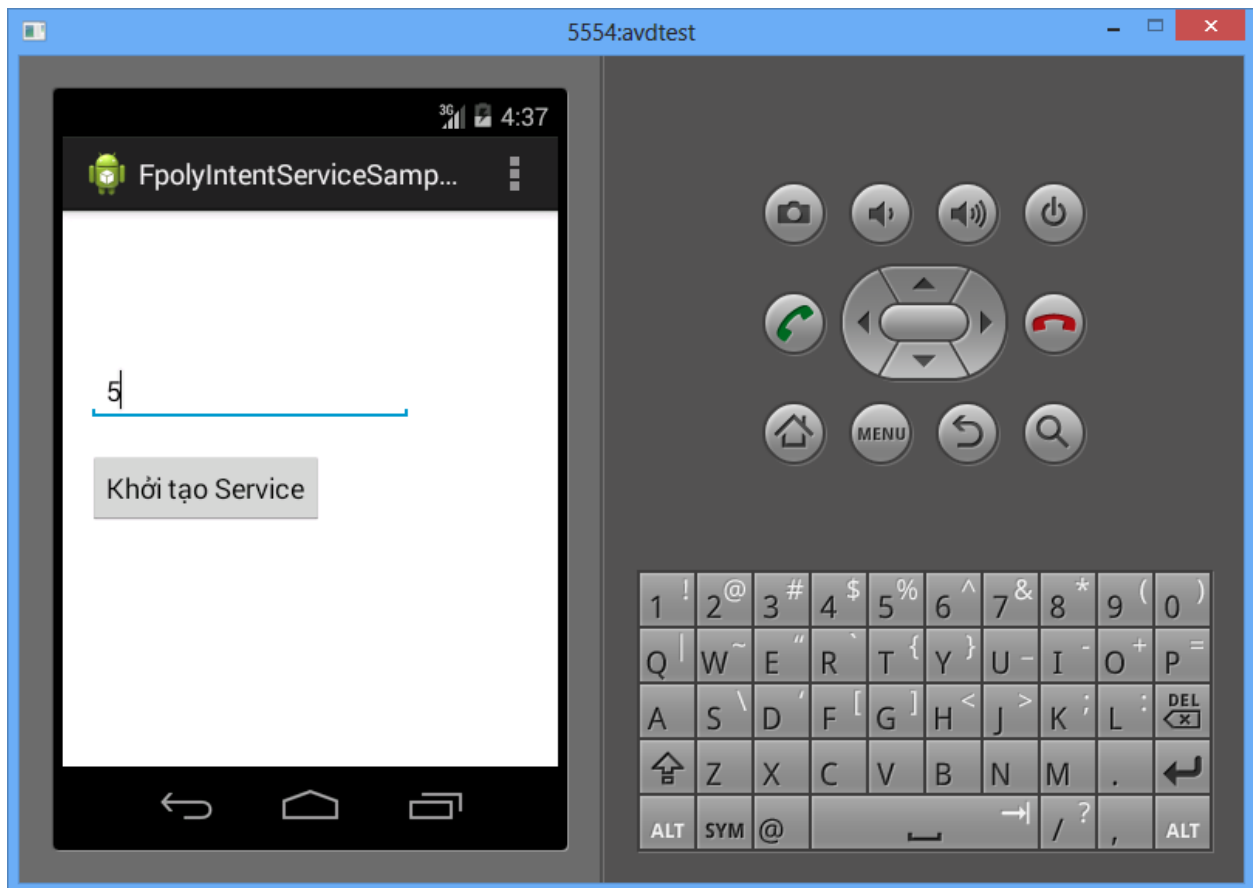 5554:avdtest
3G 4:37
FpolyIntentServiceSamp...
5
Khởi tạo Service
MENU
1 ! 2 @ 3 # 4 $ 5 % 6 ^ 7 & 8 * 9 ( 0 )
Q | W ~ E “ R ` T { Y } U - I - O + P =
A S \ D ‘ F [ G ] H < J > K ; L : DEL
Z X C V B N M .
ALT SYM @ / ? , ALT